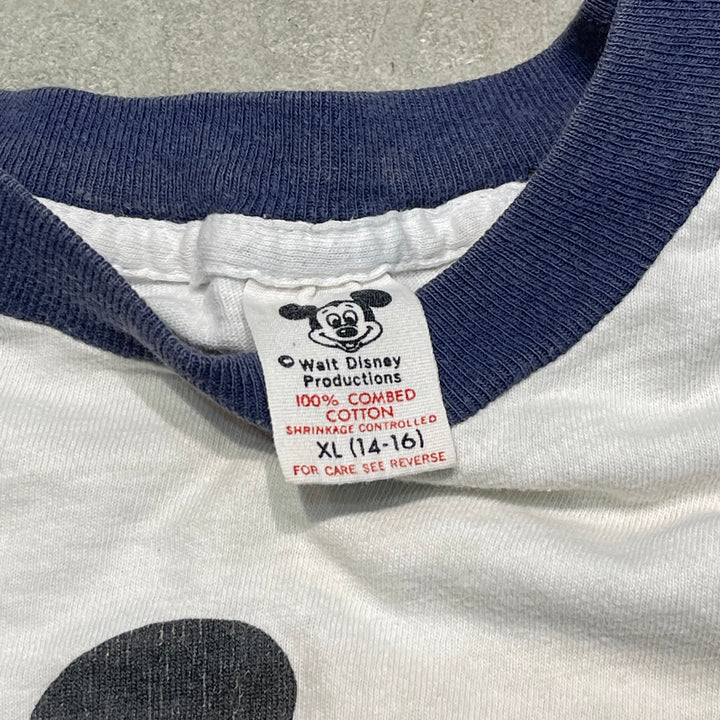 © Walt Disney
Productions
100% COMBED
COTTON
SHRINKAGE CONTROLLED
XL (14-16)
FOR CARE SEE REVERSE